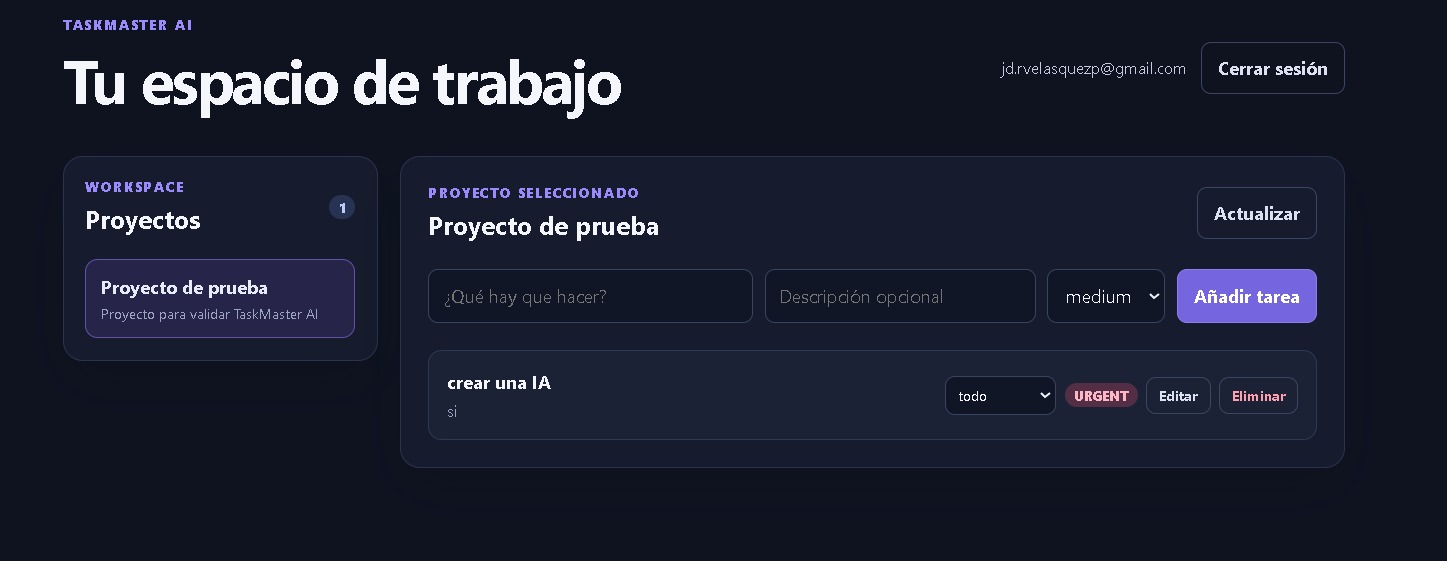 TASKMASTER AI
Tu espacio de trabajo
jd.rvelasquezp@gmail.com
Cerrar sesión
WORKSPACE
Proyectos
1
Proyecto de prueba
Proyecto para validar TaskMaster AI
PROYECTO SELECCIONADO
Proyecto de prueba
Actualizar
¿Qué hay que hacer?
Descripción opcional
medium
Añadir tarea
crear una IA
si
todo
URGENT
Editar
Eliminar